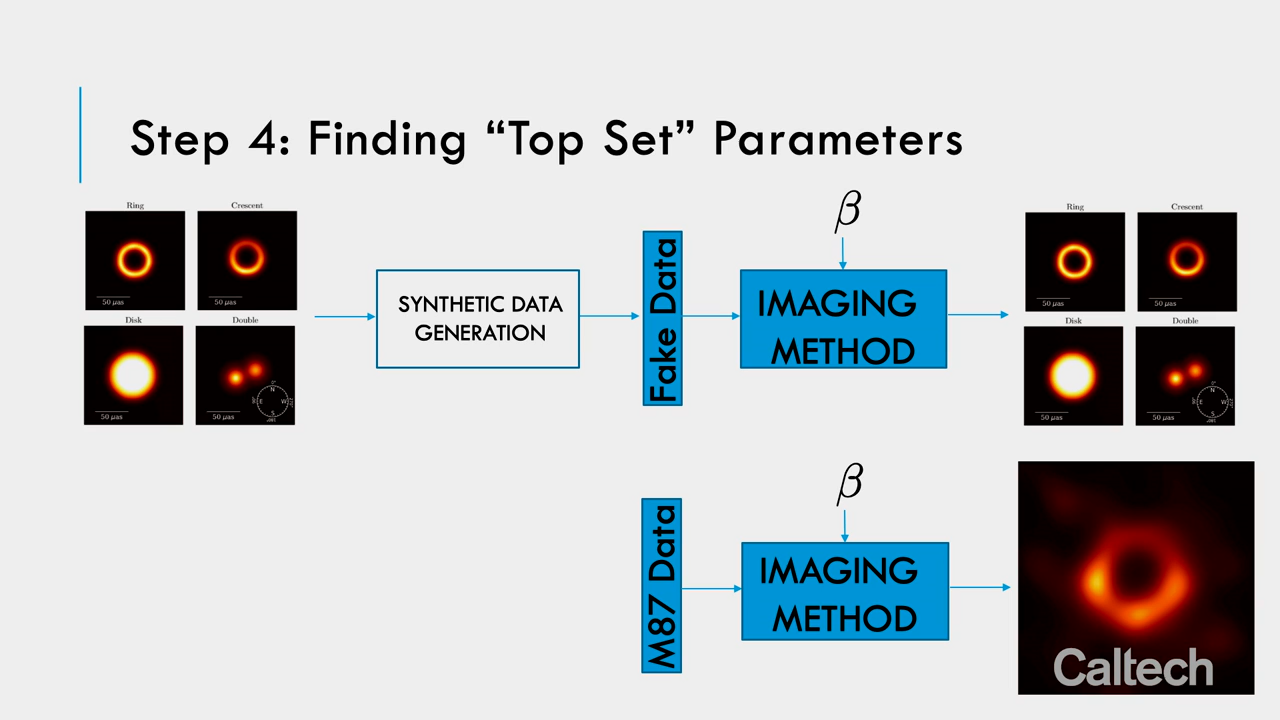 Step 4: Finding “Top Set” Parameters
Ring
Crescent
50 μas
50 μas
Disk
Double
50 μas
50 μas
N
E
W
S
0°
SYNTHETIC DATA
GENERATION
Fake Data
β
IMAGING
METHOD
Ring
Crescent
50 μas
50 μas
Disk
Double
50 μas
50 μas
N
E
W
S
0°
M87 Data
β
IMAGING
METHOD
Caltech